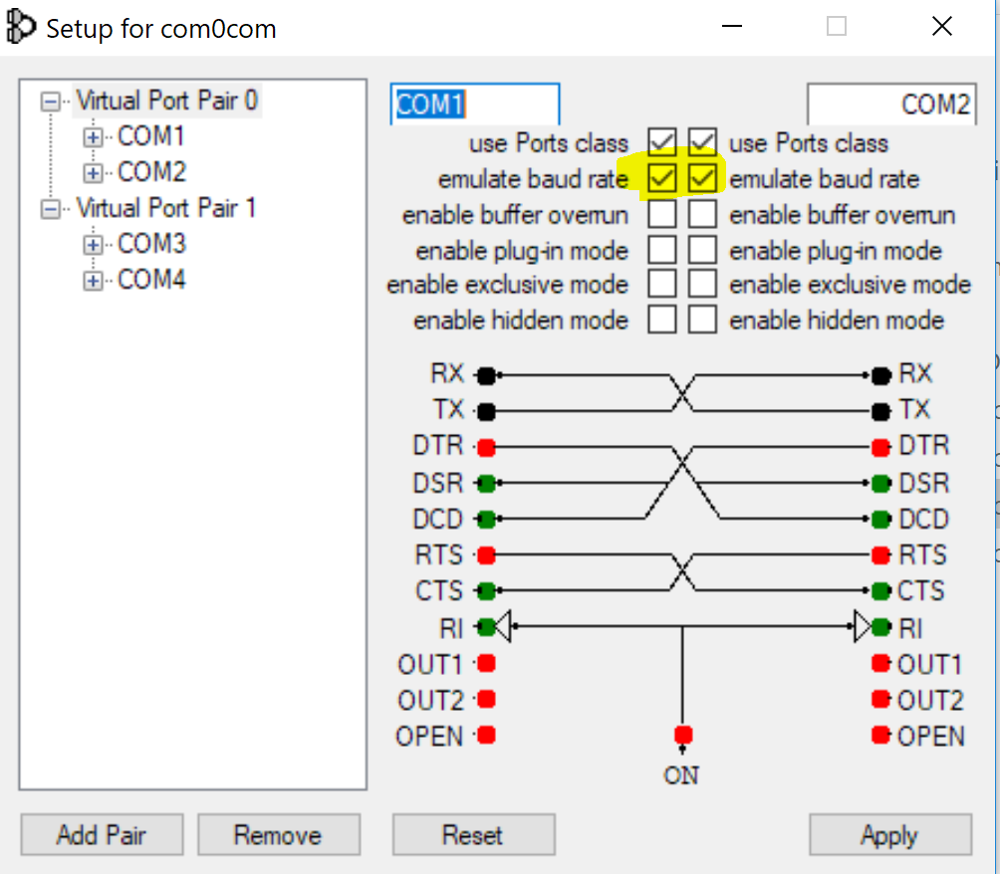 Setup for com0com
Virtual Port Pair 0
COM1
COM2
Virtual Port Pair 1
COM3
COM4
COM1
COM2
use Ports class use Ports class
emulate baud rate emulate baud rate
enable buffer overrun enable buffer overrun
enable plug-in mode enable plug-in mode
enable exclusive mode enable exclusive mode
enable hidden mode enable hidden mode
RX RX
TX TX
DTR DTR
DSR DSR
DCD DCD
RTS RTS
CTS CTS
RI RI
OUT1 OUT1
OUT2 OUT2
OPEN OPEN
ON
Add Pair Remove Reset Apply